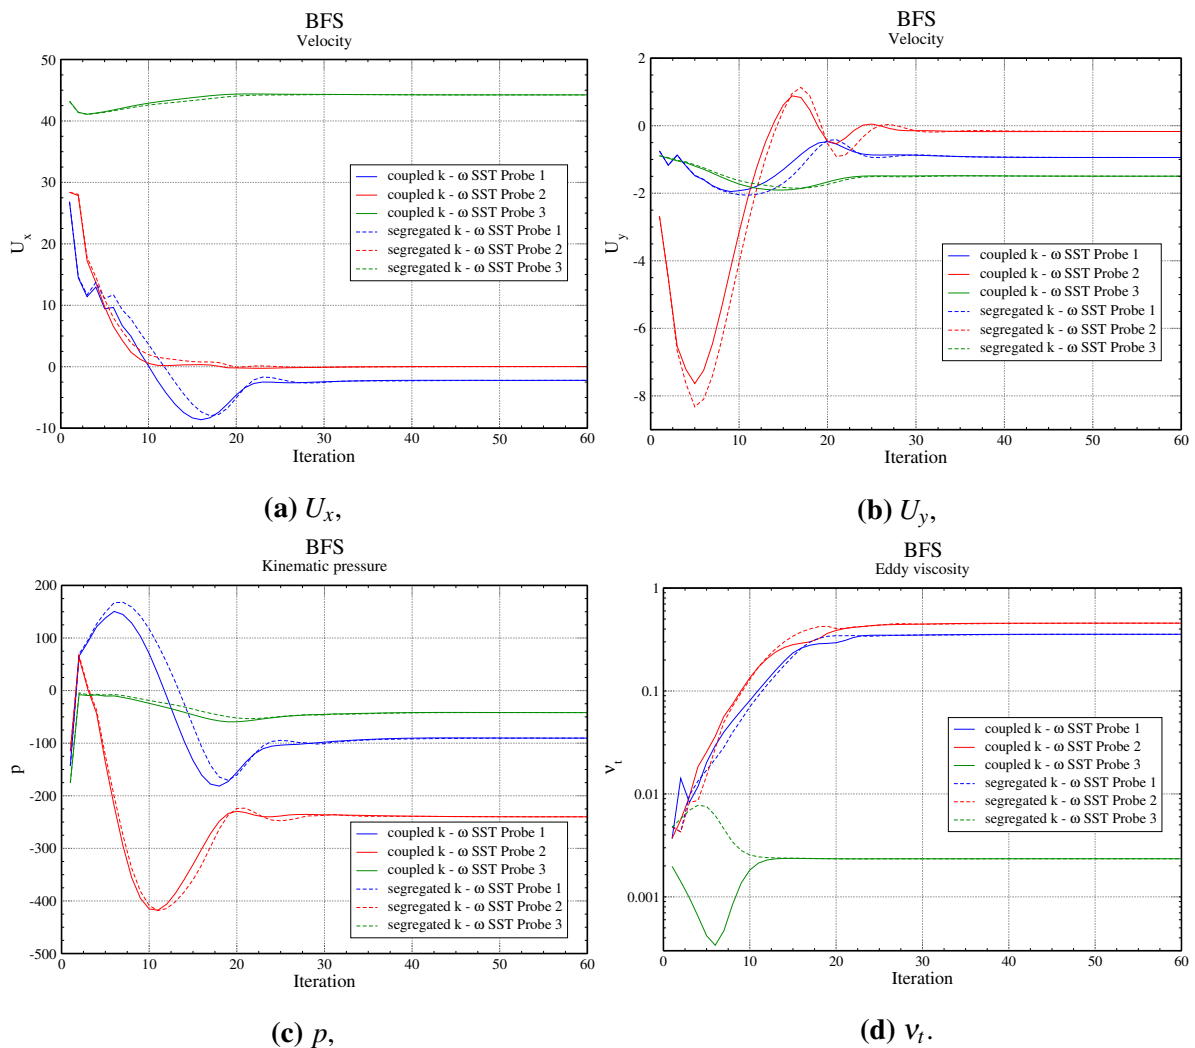 BFS
Velocity
50
40
30
20
10
0
-10
U_x
coupled k - ω SST Probe 1
coupled k - ω SST Probe 2
coupled k - ω SST Probe 3
segregated k - ω SST Probe 1
segregated k - ω SST Probe 2
segregated k - ω SST Probe 3
0 10 20 30 40 50 60
Iteration
(a) U_x,
BFS
Velocity
2
0
-2
-4
-6
-8
U_y
coupled k - ω SST Probe 1
coupled k - ω SST Probe 2
coupled k - ω SST Probe 3
segregated k - ω SST Probe 1
segregated k - ω SST Probe 2
segregated k - ω SST Probe 3
0 10 20 30 40 50 60
Iteration
(b) U_y,
BFS
Kinematic pressure
200
100
0
-100
-200
-300
-400
-500
p
coupled k - ω SST Probe 1
coupled k - ω SST Probe 2
coupled k - ω SST Probe 3
segregated k - ω SST Probe 1
segregated k - ω SST Probe 2
segregated k - ω SST Probe 3
0 10 20 30 40 50 60
Iteration
(c) p,
BFS
Eddy viscosity
1
0.1
0.01
0.001
ν_t
coupled k - ω SST Probe 1
coupled k - ω SST Probe 2
coupled k - ω SST Probe 3
segregated k - ω SST Probe 1
segregated k - ω SST Probe 2
segregated k - ω SST Probe 3
0 10 20 30 40 50 60
Iteration
(d) ν_t.